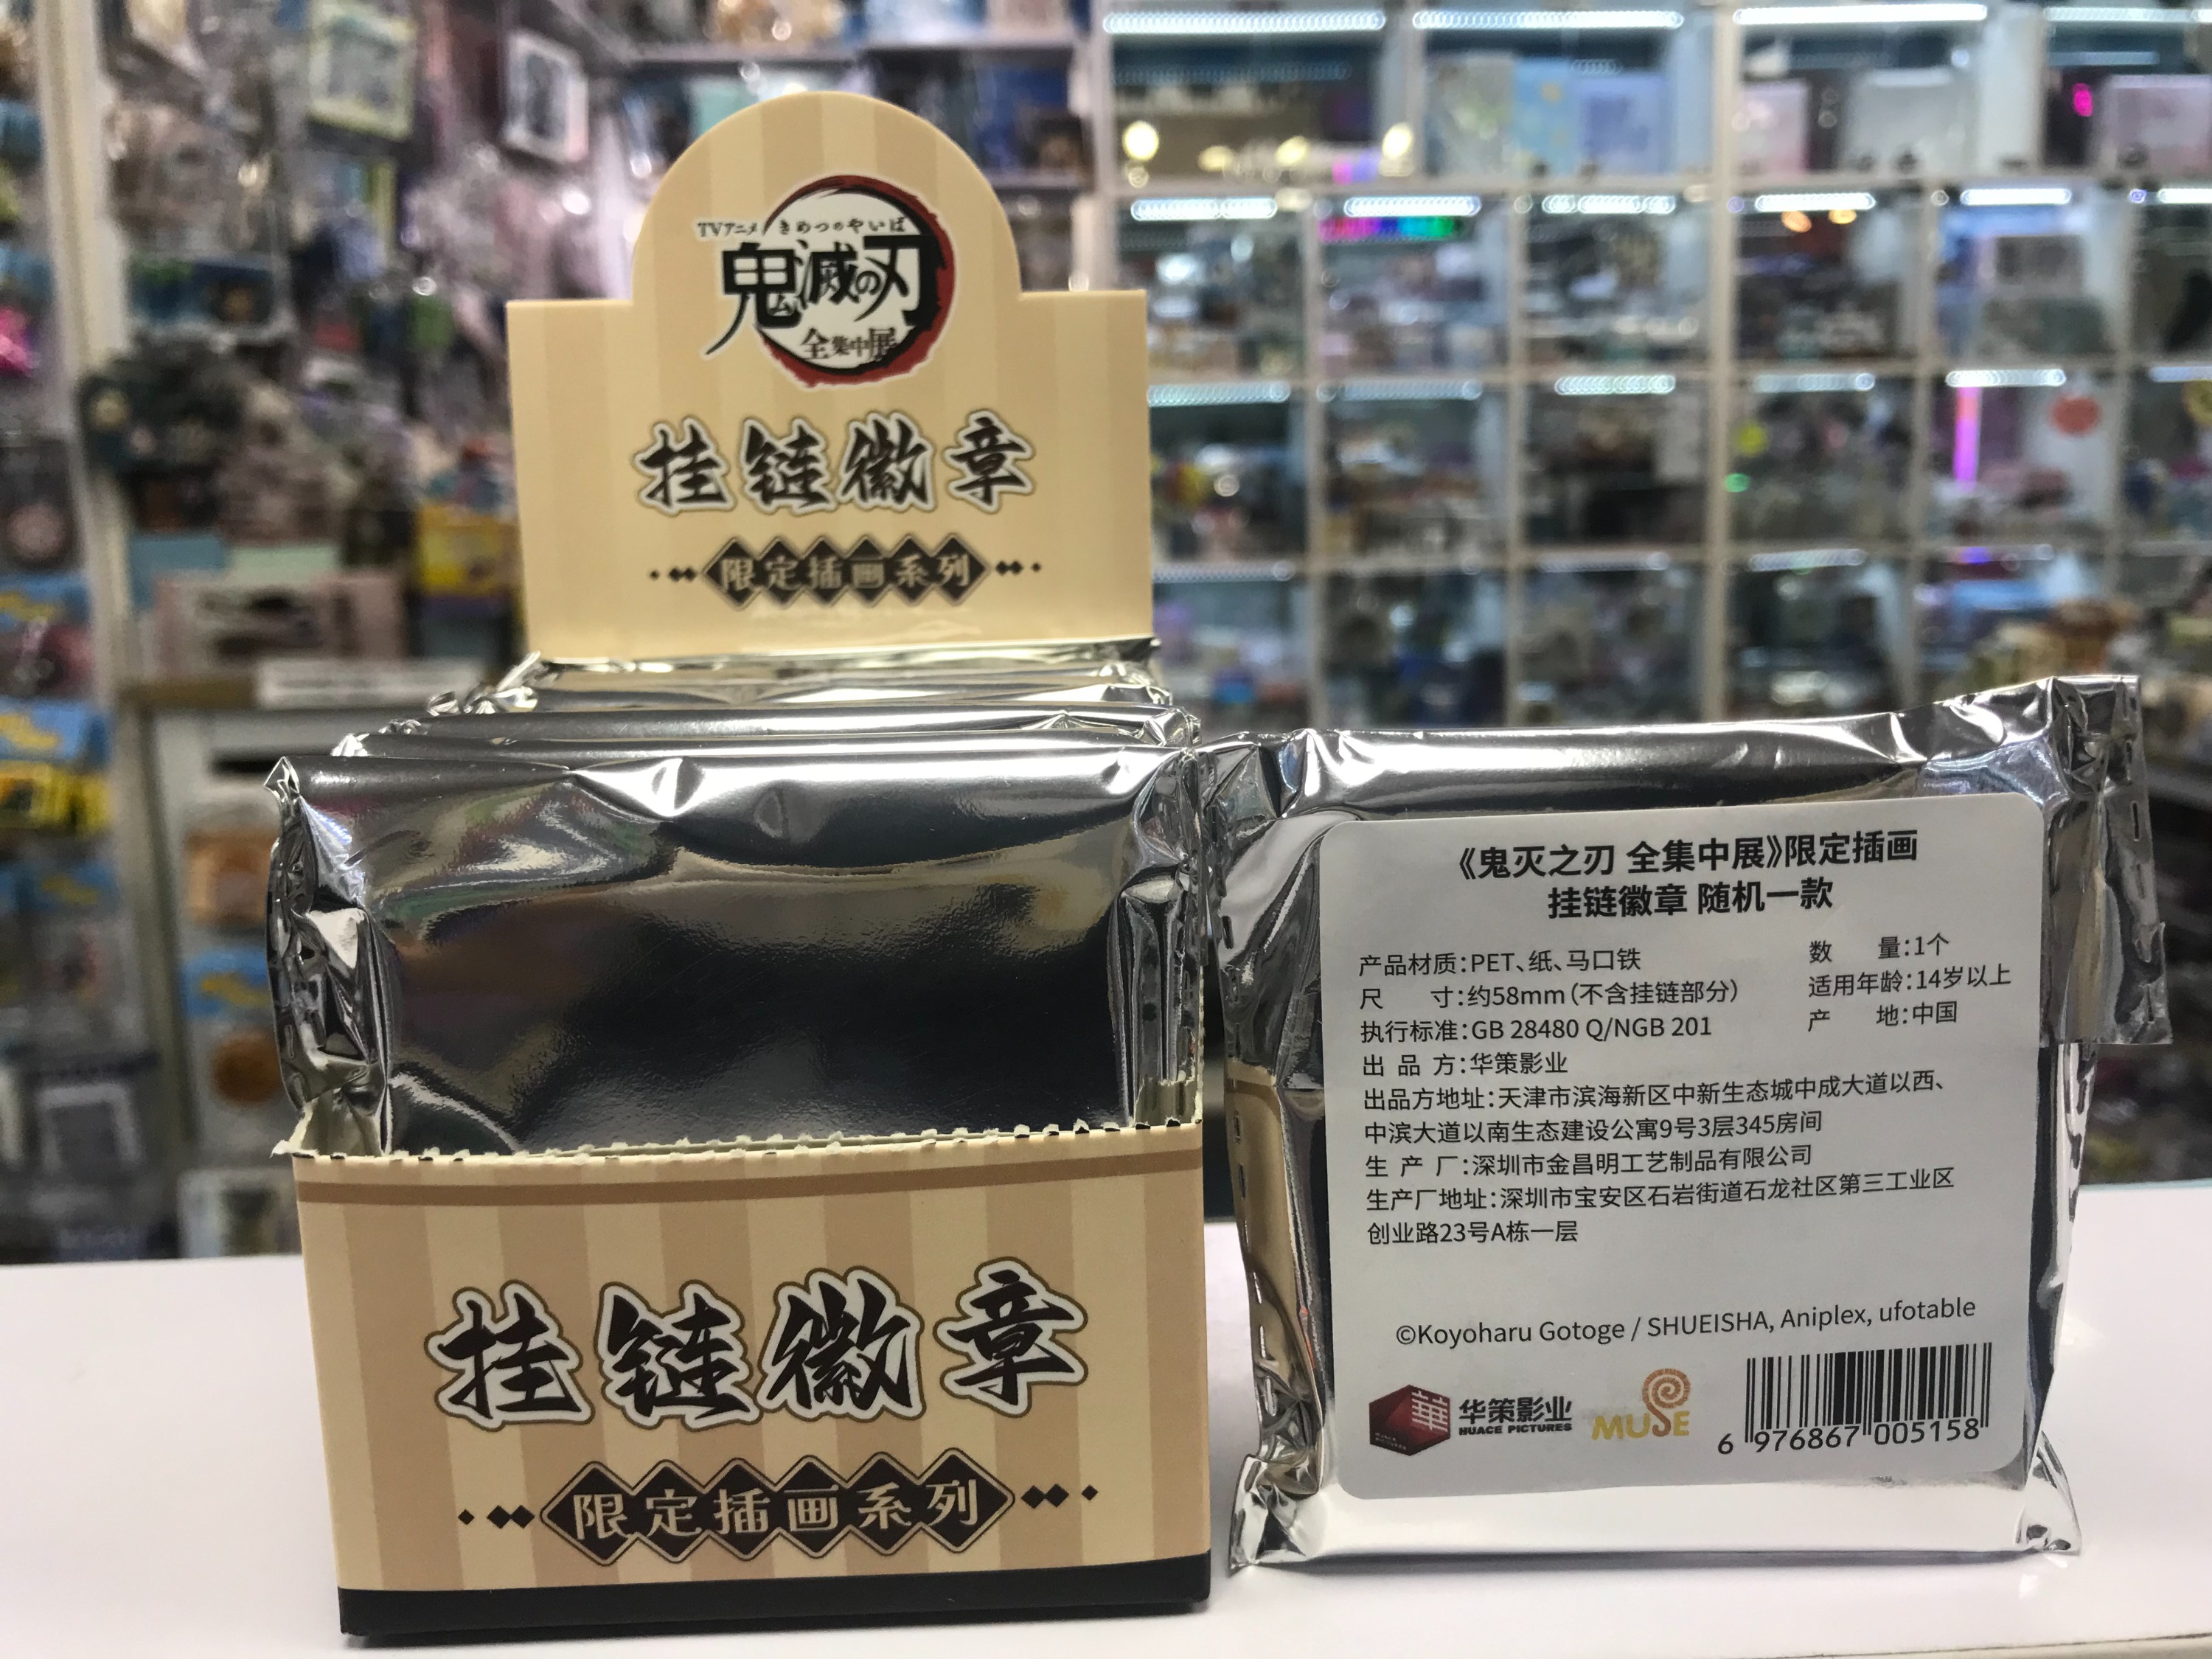 TVアニメ きめつのやいば
鬼滅の刃
全集中展
挂链徽章
限定插画系列
挂链徽章
限定插画系列
《鬼灭之刃 全集中展》限定插画
挂链徽章 随机一款
产品材质：PET、纸、马口铁 数 量：1个
尺 寸：约58mm（不含挂链部分） 适用年龄：14岁以上
执行标准：GB 28480 Q/NGB 201 产 地：中国
出 品 方：华策影业
出品方地址：天津市滨海新区中新生态城中成大道以西、
中滨大道以南生态建设公寓9号3层345房间
生 产 厂：深圳市金昌明工艺制品有限公司
生产厂地址：深圳市宝安区石岩街道石龙社区第三工业区
创业路23号A栋一层
©Koyoharu Gotoge / SHUEISHA, Aniplex, ufotable
華 华策影业
HUACE PICTURES
MUSE
6 976867 005158